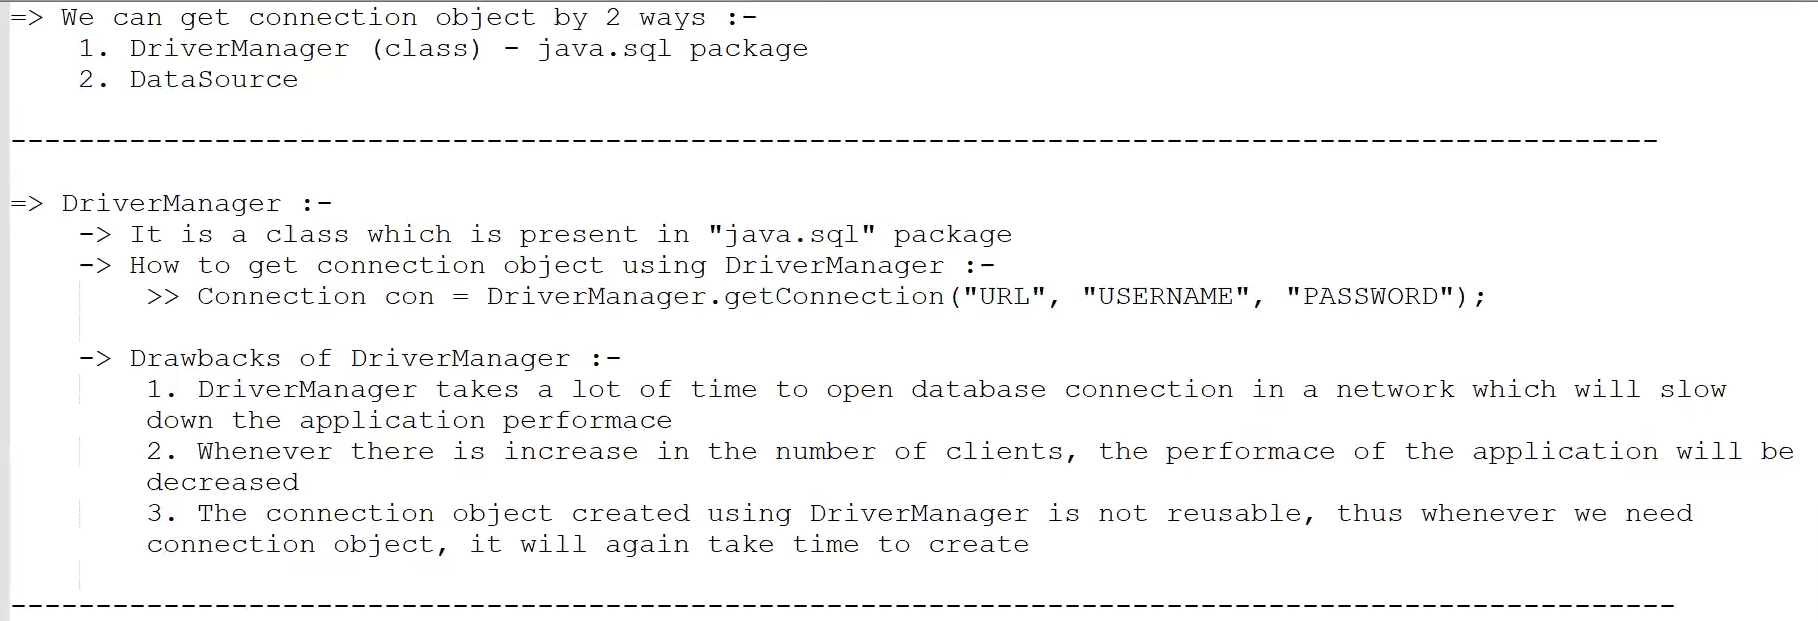 => We can get connection object by 2 ways :-
1. DriverManager (class) - java.sql package
2. DataSource
--------------------------------------------------------------------------------------------------
=> DriverManager :-
-> It is a class which is present in "java.sql" package
-> How to get connection object using DriverManager :-
>> Connection con = DriverManager.getConnection("URL", "USERNAME", "PASSWORD");
-> Drawbacks of DriverManager :-
1. DriverManager takes a lot of time to open database connection in a network which will slow
down the application performace
2. Whenever there is increase in the number of clients, the performace of the application will be
decreased
3. The connection object created using DriverManager is not reusable, thus whenever we need
connection object, it will again take time to create
---------------------------------------------------------------------------------------------------